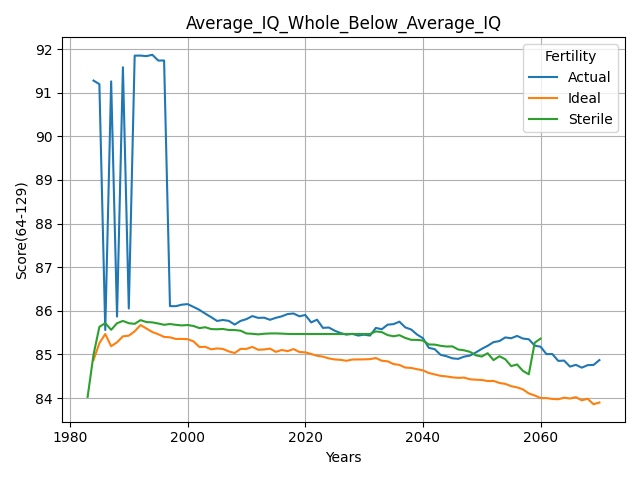 Average_IQ_Whole_Below_Average_IQ
Fertility
Actual
Ideal
Sterile
Score(64-129)
92
91
90
89
88
87
86
85
84
1980
2000
2020
2040
2060
Years